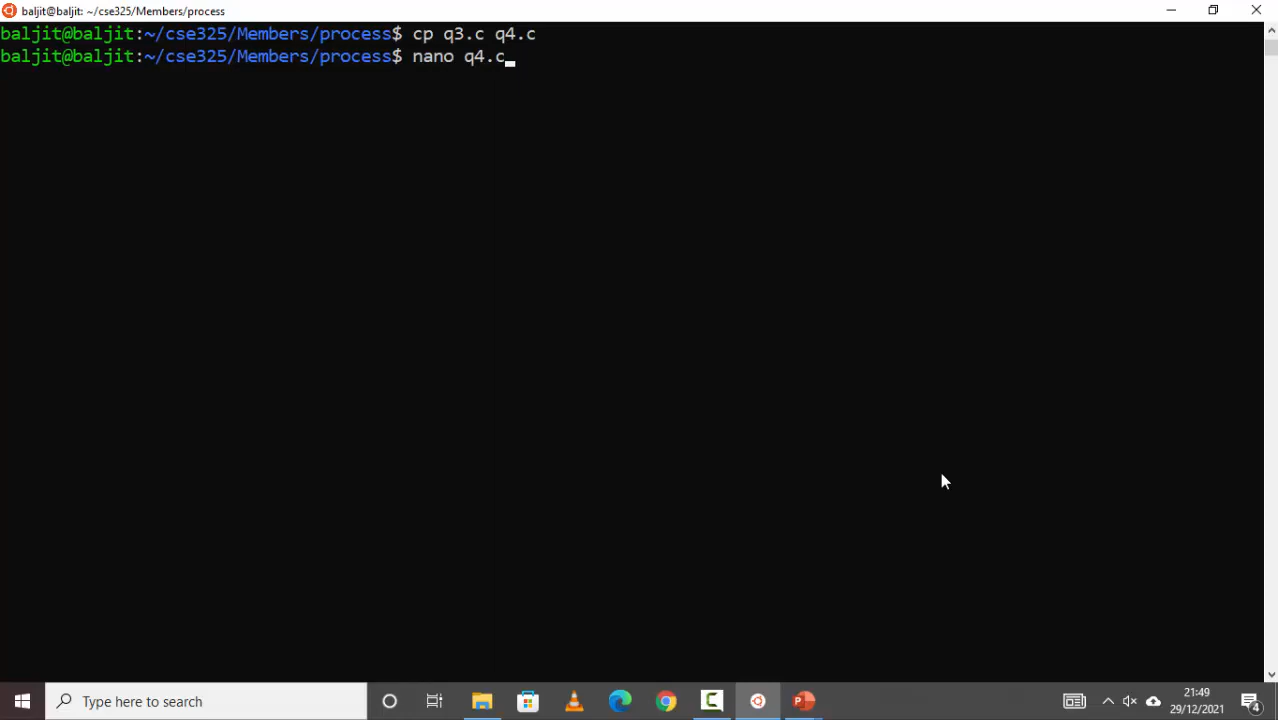 baljit@baljit: ~/cse325/Members/process
baljit@baljit:~/cse325/Members/process$ cp q3.c q4.c
baljit@baljit:~/cse325/Members/process$ nano q4.c
Type here to search
21:49
29/12/2021
4